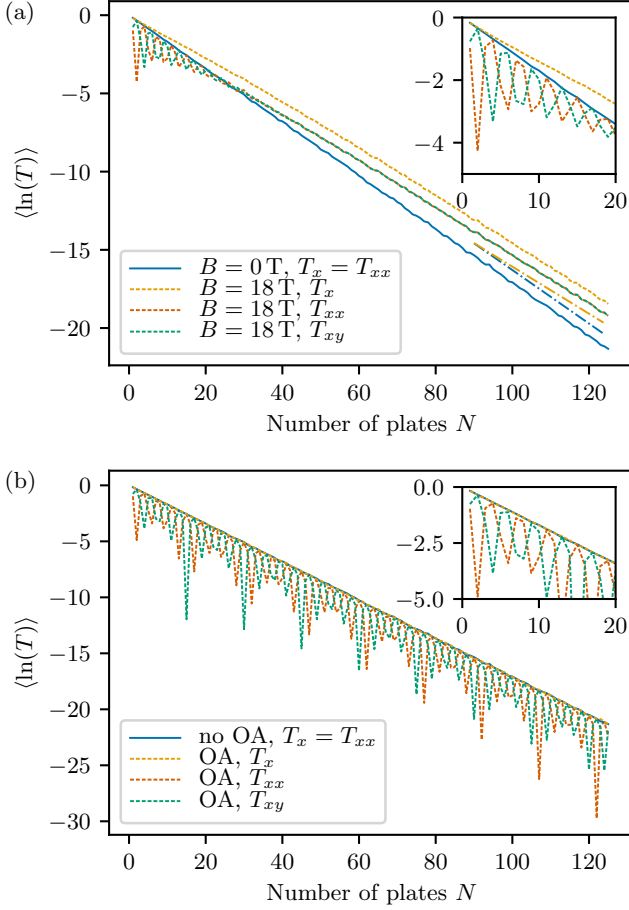 (a)
0
−5
−10
−15
−20
⟨ln(T)⟩
0
−2
−4
0
10
20
B = 0 T, T_x = T_xx
B = 18 T, T_x
B = 18 T, T_xx
B = 18 T, T_xy
0
20
40
60
80
100
120
Number of plates N
(b)
0
−5
−10
−15
−20
−25
−30
⟨ln(T)⟩
0.0
−2.5
−5.0
0
10
20
no OA, T_x = T_xx
OA, T_x
OA, T_xx
OA, T_xy
0
20
40
60
80
100
120
Number of plates N